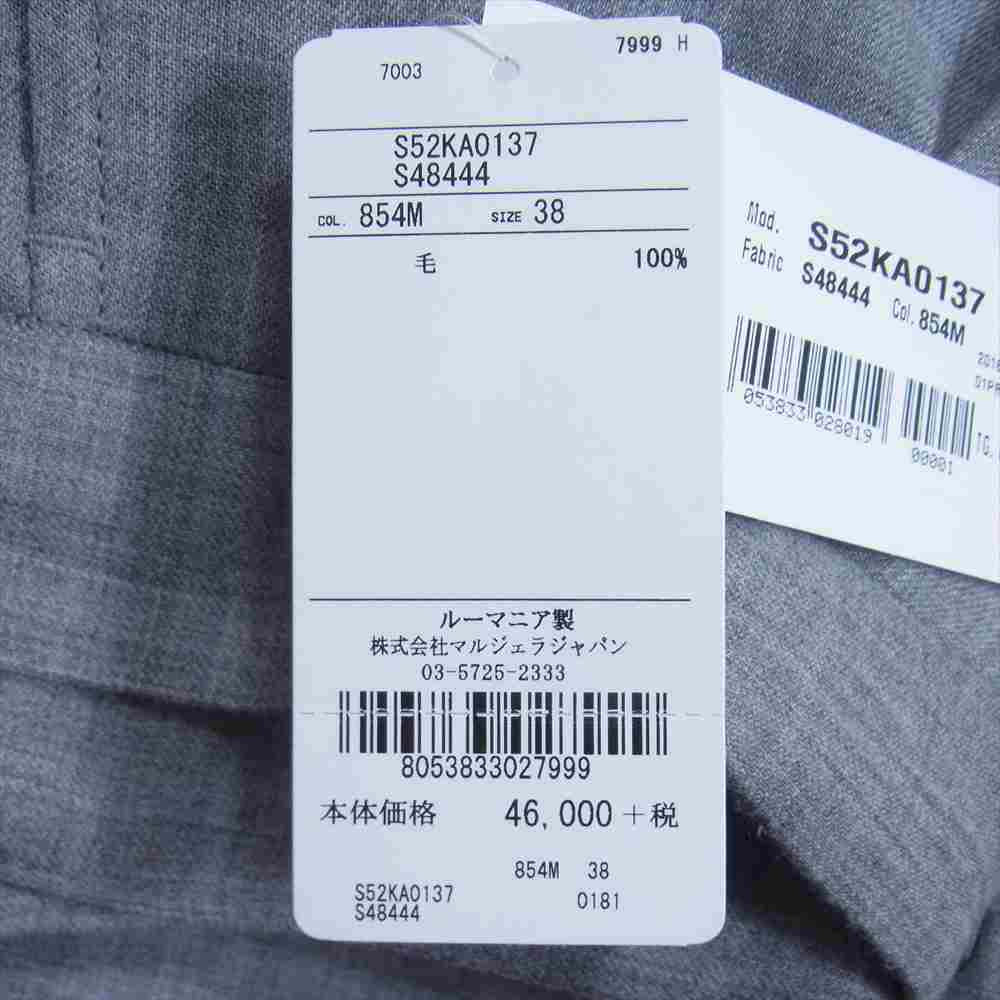 7003
7999 H
S52KA0137
S48444
COL. 854M SIZE 38
毛 100%
ルーマニア製
株式会社マルジェラジャパン
03-5725-2333
8053833027999
本体価格 46,000+税
854M 38
S52KA0137 0181
S48444
Mod. S52KA0137
Fabric S48444 Col. 854M
053833 028019
00001
TG.